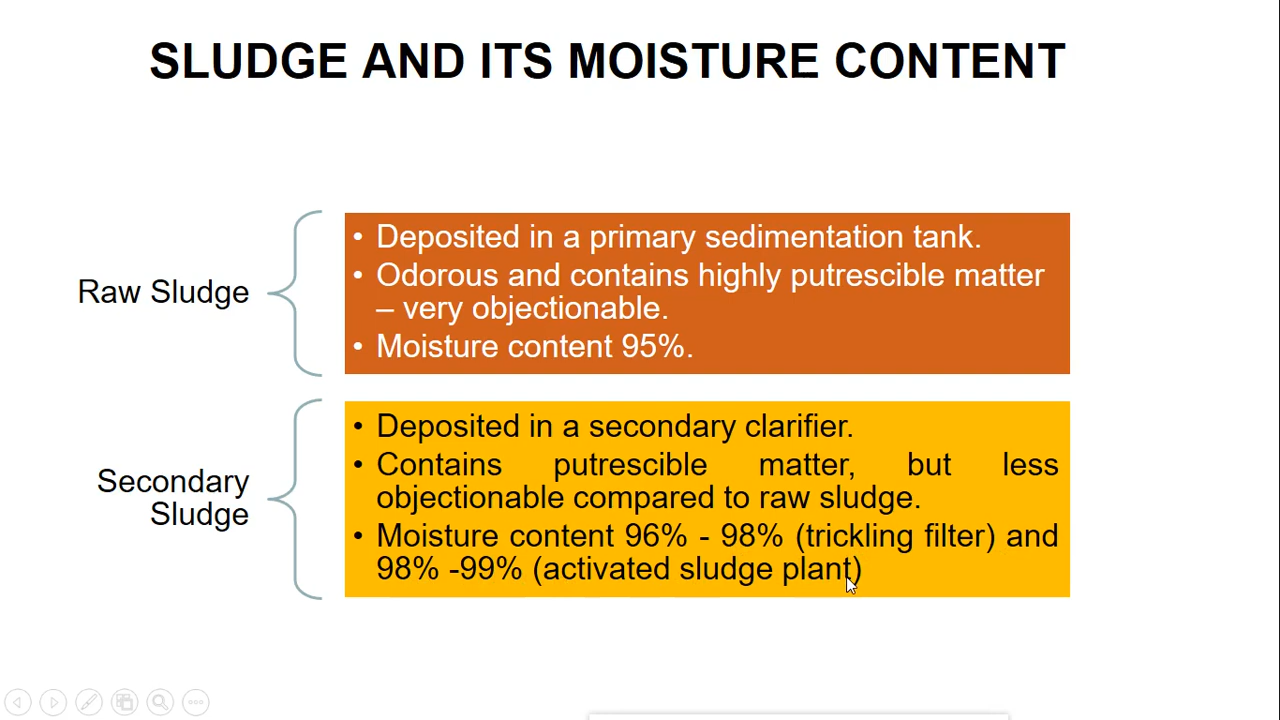 SLUDGE AND ITS MOISTURE CONTENT
Raw Sludge
• Deposited in a primary sedimentation tank.
• Odorous and contains highly putrescible matter
– very objectionable.
• Moisture content 95%.
Secondary
Sludge
• Deposited in a secondary clarifier.
• Contains putrescible matter, but less
objectionable compared to raw sludge.
• Moisture content 96% - 98% (trickling filter) and
98% -99% (activated sludge plant)